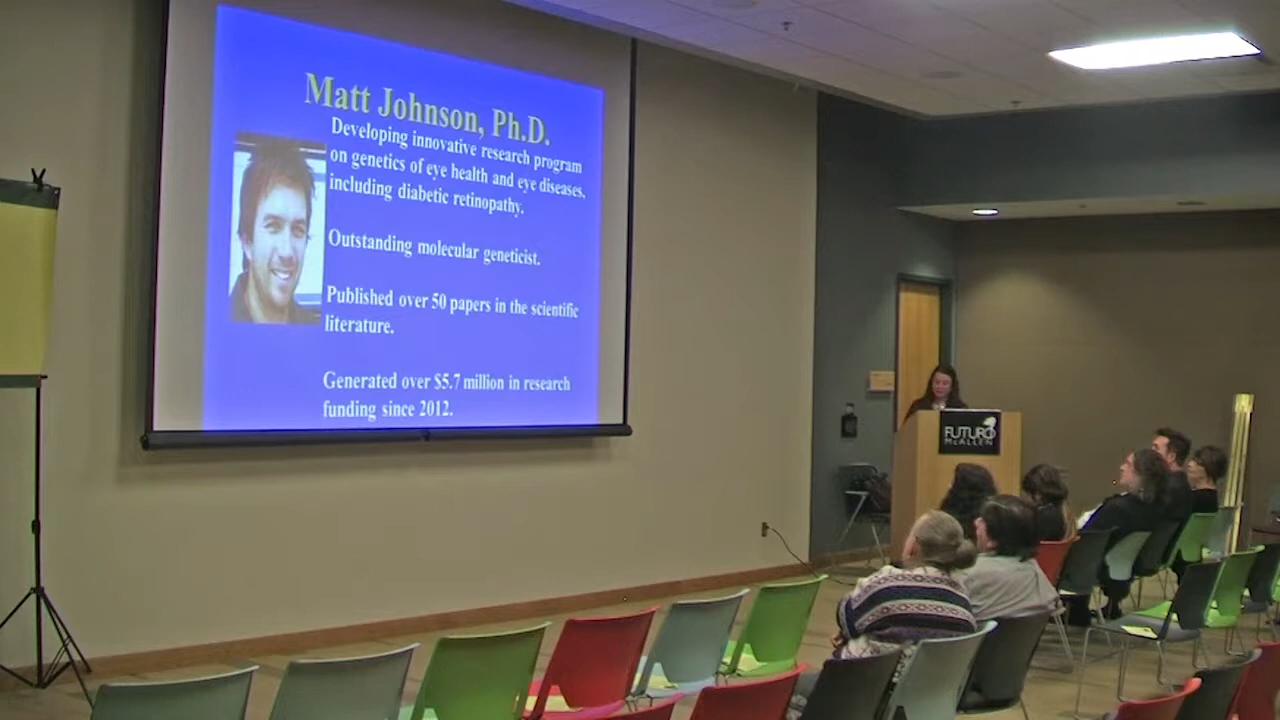 Matt Johnson, Ph.D.
Developing innovative research program
on genetics of eye health and eye diseases,
including diabetic retinopathy.
Outstanding molecular geneticist.
Published over 50 papers in the scientific
literature.
Generated over $5.7 million in research
funding since 2012.
FUTURO
McALLEN